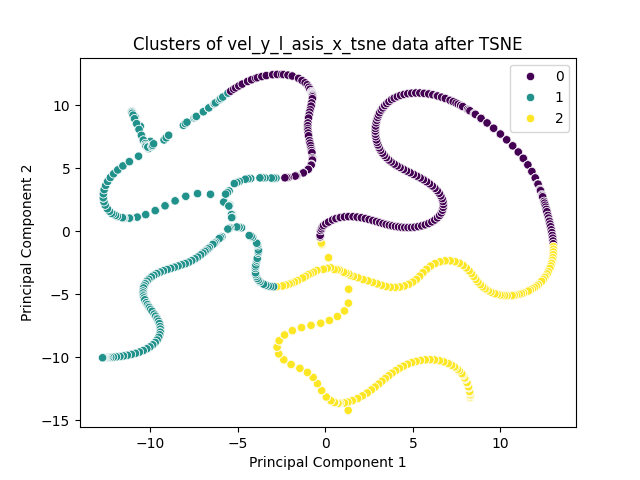 Clusters of vel_y_l_asis_x_tsne data after TSNE
0
1
2
10
5
0
−5
−10
−15
Principal Component 2
−10 −5 0 5 10
Principal Component 1